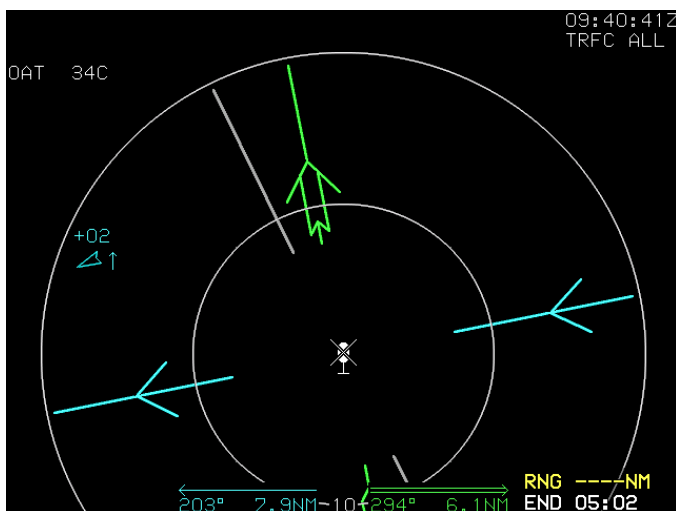 09:40:41Z
TRFC ALL
OAT 34C
+02
RNG ----NM
203° 7.9NM -10- 294° 6.1NM END 05:02